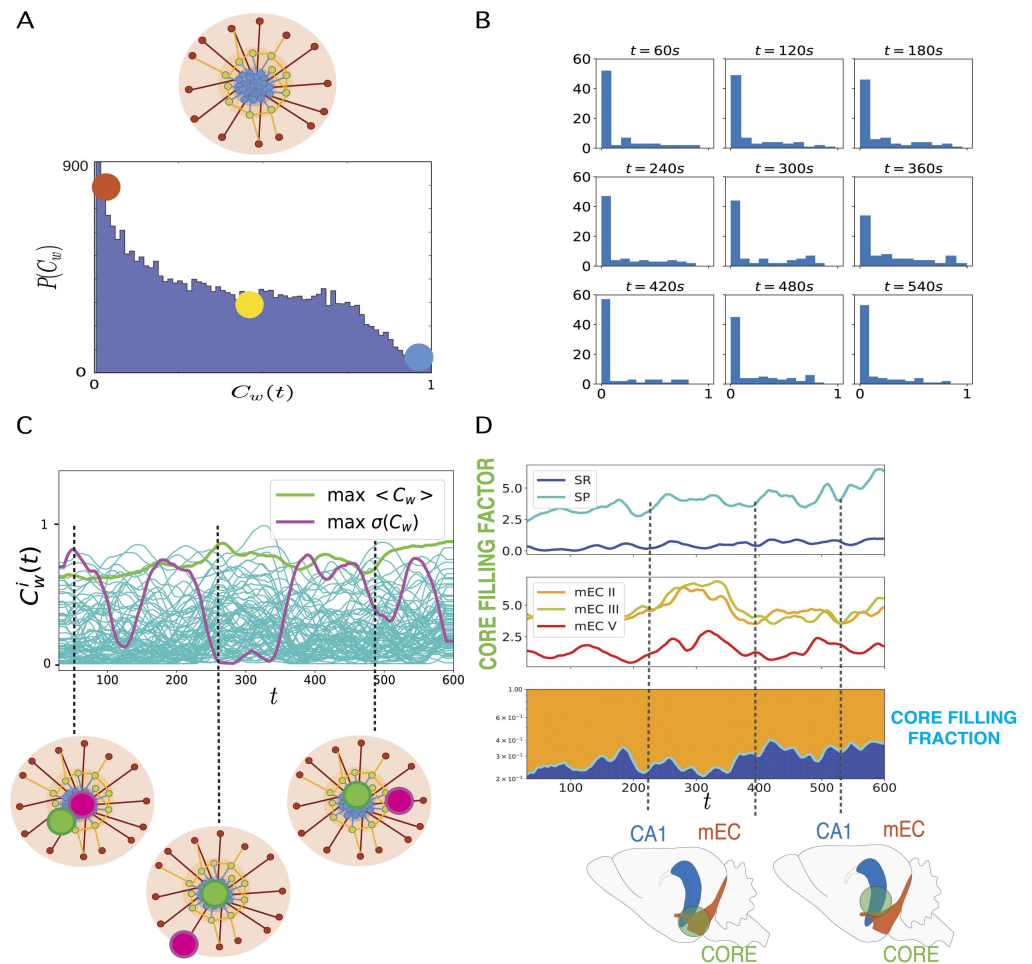 A
900
P(C_w)
0
0
1
C_w(t)
B
t = 60s
t = 120s
t = 180s
60
40
20
0
t = 240s
t = 300s
t = 360s
60
40
20
0
t = 420s
t = 480s
t = 540s
60
40
20
0
0
1
0
1
0
1
C
max <C_w>
max σ(C_w)
1
C_w^i(t)
0
100
200
300
400
500
600
t
D
CORE FILLING FACTOR
SR
SP
5.0
2.5
0.0
mEC II
mEC III
mEC V
5.0
2.5
1.00
6 × 10⁻¹
4 × 10⁻¹
3 × 10⁻¹
2 × 10⁻¹
CORE FILLING
FRACTION
100
200
300
400
500
600
t
CA1
mEC
CORE
CA1
mEC
CORE